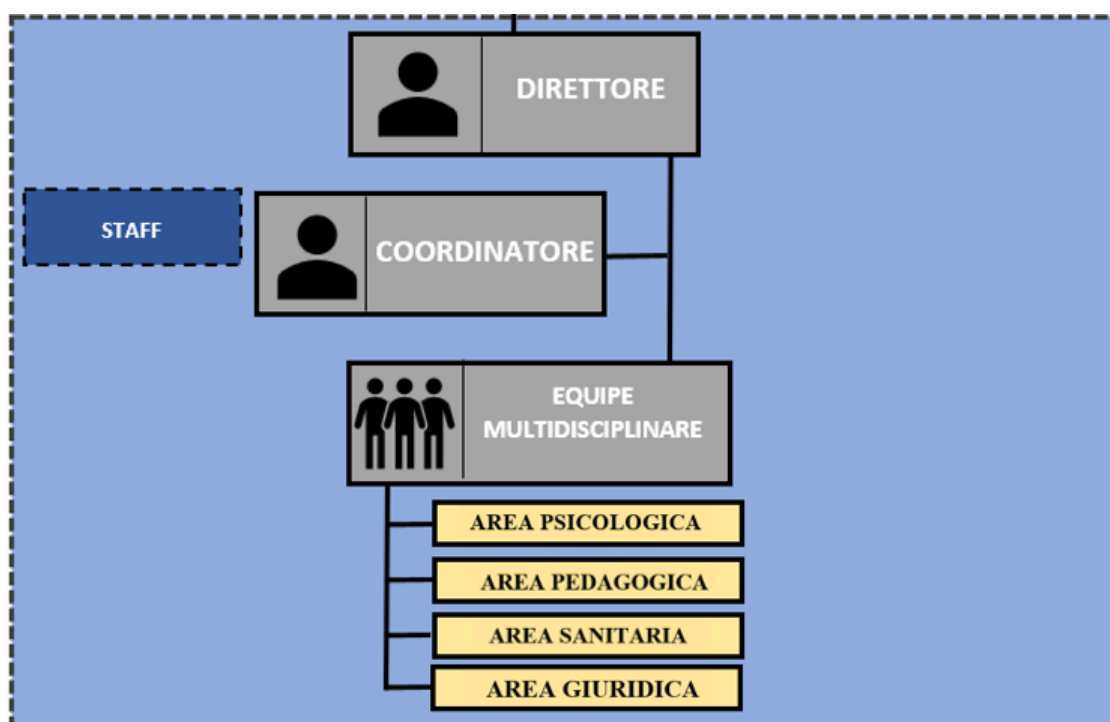 DIRETTORE
STAFF
COORDINATORE
EQUIPE
MULTIDISCIPLINARE
AREA PSICOLOGICA
AREA PEDAGOGICA
AREA SANITARIA
AREA GIURIDICA